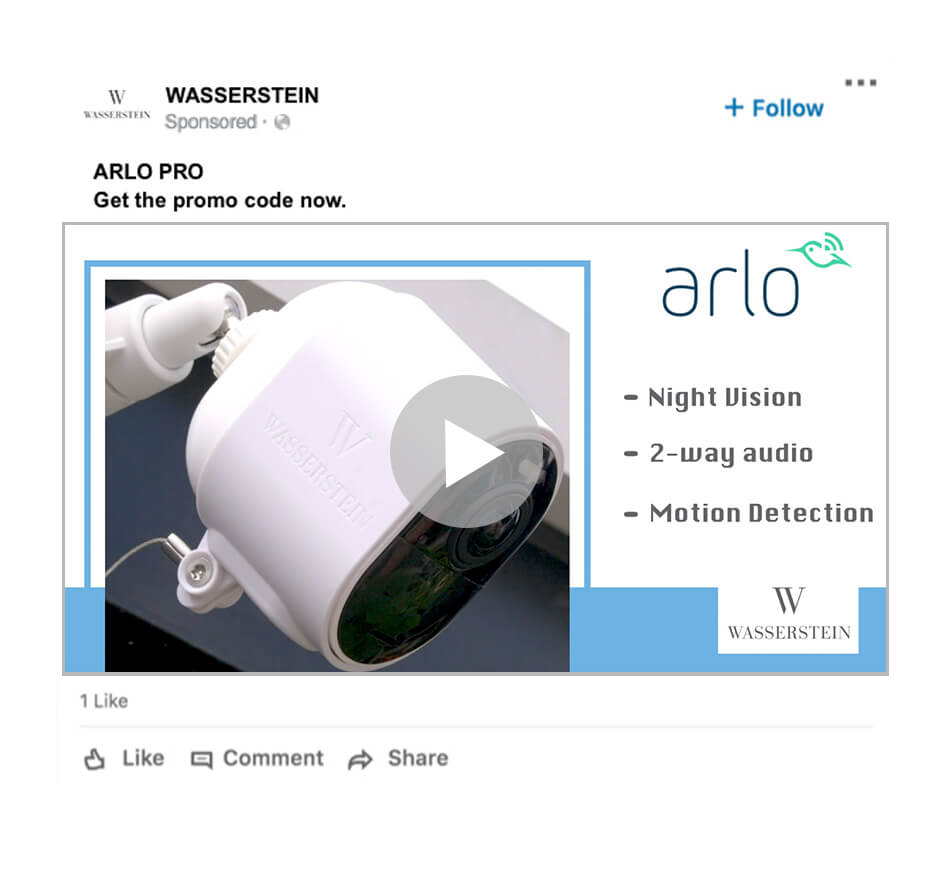 W
WASSERSTEIN
WASSERSTEIN
Sponsored ·
+ Follow
ARLO PRO
Get the promo code now.
arlo
W
WASSERSTEIN
- Night Vision
- 2-way audio
- Motion Detection
W
WASSERSTEIN
1 Like
Like
Comment
Share